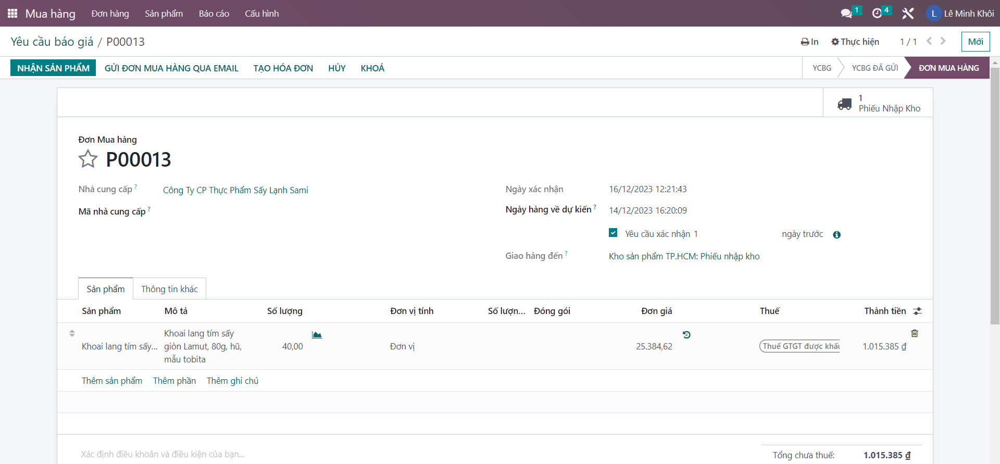 Mua hàng Đơn hàng Sản phẩm Báo cáo Cấu hình 1 4 L Lê Minh Khôi
Yêu cầu báo giá / P00013 In Thực hiện 1 / 1 Mới
NHẬN SẢN PHẨM GỬI ĐƠN MUA HÀNG QUA EMAIL TẠO HÓA ĐƠN HỦY KHOÁ YCBG YCBG ĐÃ GỬI ĐƠN MUA HÀNG
1
Phiếu Nhập Kho
Đơn Mua hàng
P00013
Nhà cung cấp ? Công Ty CP Thực Phẩm Sấy Lạnh Sami Ngày xác nhận 16/12/2023 12:21:43
Mã nhà cung cấp ? Ngày hàng về dự kiến ? 14/12/2023 16:20:09
Yêu cầu xác nhận 1 ngày trước
Giao hàng đến ? Kho sản phẩm TP.HCM: Phiếu nhập kho
Sản phẩm Thông tin khác
Sản phẩm Mô tả Số lượng Đơn vị tính Số lượn... Đóng gói Đơn giá Thuế Thành tiền
Khoai lang tím sấy
Khoai lang tím sấy... giòn Lamut, 80g, hũ, 40,00 Đơn vị 25.384,62 Thuế GTGT được khấu 1.015.385 ₫
mẫu tobita
Thêm sản phẩm Thêm phần Thêm ghi chú
Xác định điều khoản và điều kiện của bạn... Tổng chưa thuế: 1.015.385 ₫